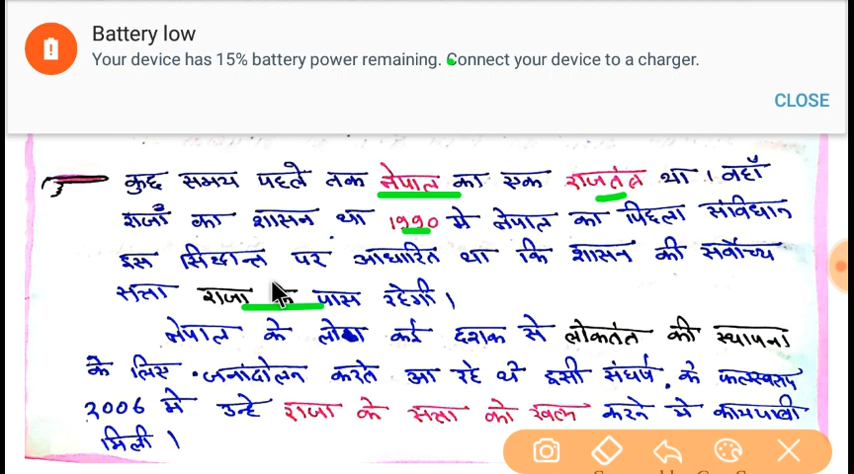 Battery low
Your device has 15% battery power remaining. Connect your device to a charger.
CLOSE
कुछ समय पहले तक नेपाल का एक राजतंत था। वहाँ
राजाँ का शासन था 1990 मे नेपाल का पिछला संविधान
इस सिद्धान्त पर आधारित था कि शासन की सर्वोच्य
सत्ता राजा के पास रहेगी।
नेपाल के लोग कई दशक से लोकतंत की स्थापना
के लिए जनांदोलन करते आ रहे थे इसी संघर्ष के फलस्वरुप
2006 मे उन्हे राजा के सत्ता को खत्म करने मे कामयाबी
मिली।